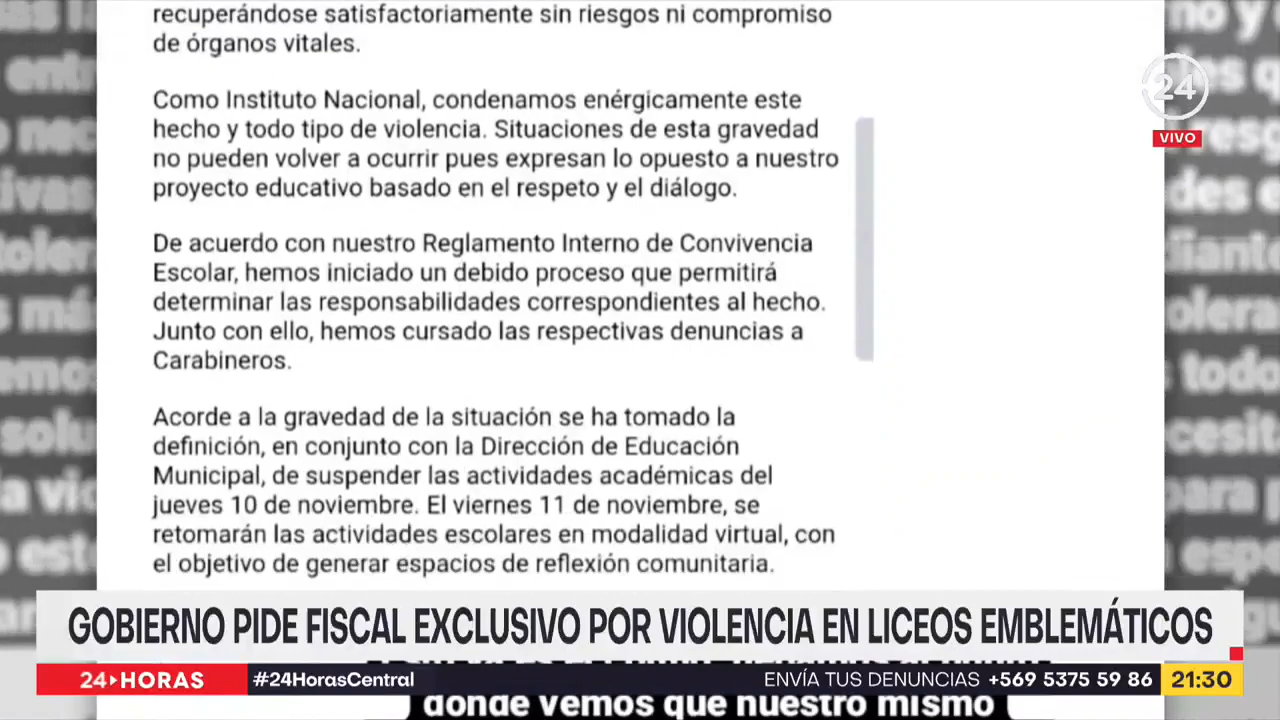 recuperándose satisfactoriamente sin riesgos ni compromiso
de órganos vitales.
Como Instituto Nacional, condenamos enérgicamente este
hecho y todo tipo de violencia. Situaciones de esta gravedad
no pueden volver a ocurrir pues expresan lo opuesto a nuestro
proyecto educativo basado en el respeto y el diálogo.
De acuerdo con nuestro Reglamento Interno de Convivencia
Escolar, hemos iniciado un debido proceso que permitirá
determinar las responsabilidades correspondientes al hecho.
Junto con ello, hemos cursado las respectivas denuncias a
Carabineros.
Acorde a la gravedad de la situación se ha tomado la
definición, en conjunto con la Dirección de Educación
Municipal, de suspender las actividades académicas del
jueves 10 de noviembre. El viernes 11 de noviembre, se
retomarán las actividades escolares en modalidad virtual, con
el objetivo de generar espacios de reflexión comunitaria.
24
VIVO
GOBIERNO PIDE FISCAL EXCLUSIVO POR VIOLENCIA EN LICEOS EMBLEMÁTICOS
24 HORAS #24HorasCentral ENVÍA TUS DENUNCIAS +569 5375 59 86 21:30
donde vemos que nuestro mismo